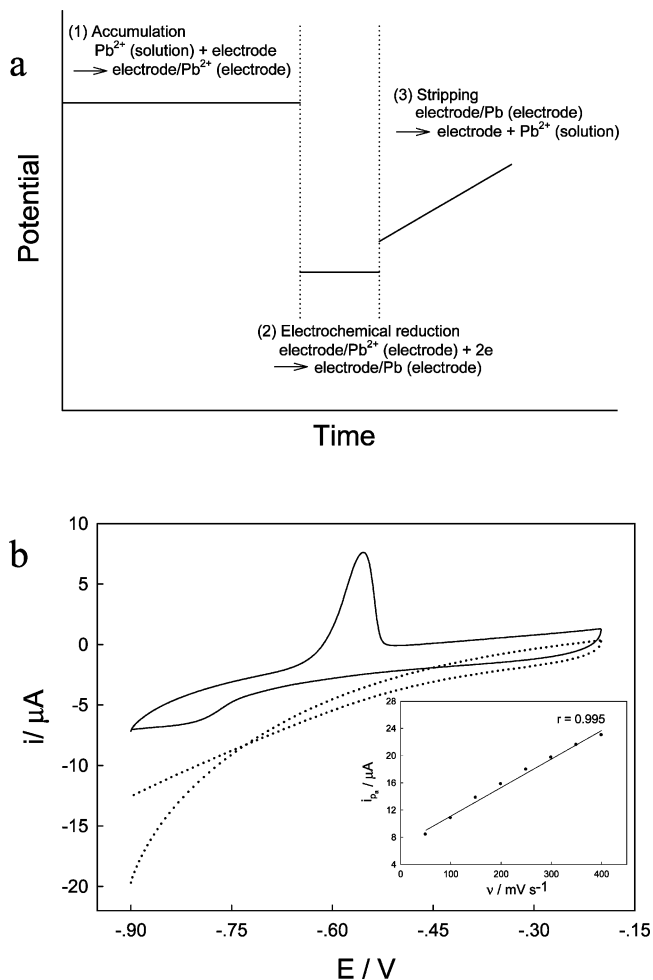 a
(1) Accumulation
Pb²⁺ (solution) + electrode
→ electrode/Pb²⁺ (electrode)
(3) Stripping
electrode/Pb (electrode)
→ electrode + Pb²⁺ (solution)
Potential
(2) Electrochemical reduction
electrode/Pb²⁺ (electrode) + 2e
→ electrode/Pb (electrode)
Time
b
10
5
0
-5
-10
-15
-20
i/ µA
28
24
20
16
12
8
4
r = 0.995
iₚₐ / µA
0 100 200 300 400
ν / mV s⁻¹
-.90 -.75 -.60 -.45 -.30 -.15
E / V